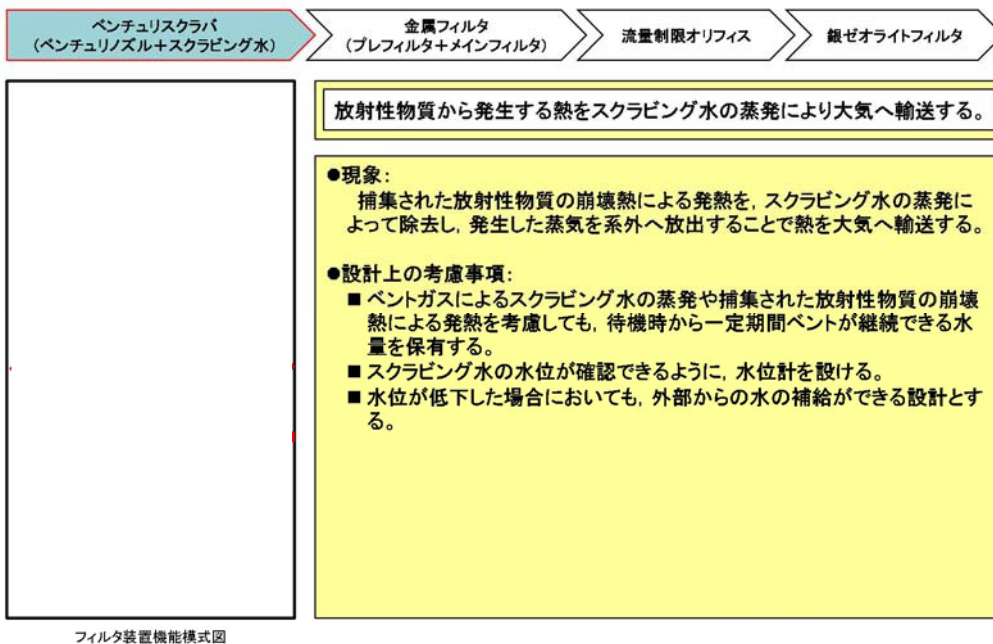 ベンチュリスクラバ
（ベンチュリノズル＋スクラビング水）
金属フィルタ
（プレフィルタ＋メインフィルタ）
流量制限オリフィス
銀ゼオライトフィルタ
放射性物質から発生する熱をスクラビング水の蒸発により大気へ輸送する。
●現象：
捕集された放射性物質の崩壊熱による発熱を，スクラビング水の蒸発に
よって除去し，発生した蒸気を系外へ放出することで熱を大気へ輸送する。
●設計上の考慮事項：
■ ベントガスによるスクラビング水の蒸発や捕集された放射性物質の崩壊
熱による発熱を考慮しても，待機時から一定期間ベントが継続できる水
量を保有する。
■ スクラビング水の水位が確認できるように，水位計を設ける。
■ 水位が低下した場合においても，外部からの水の補給ができる設計とす
る。
フィルタ装置機能模式図